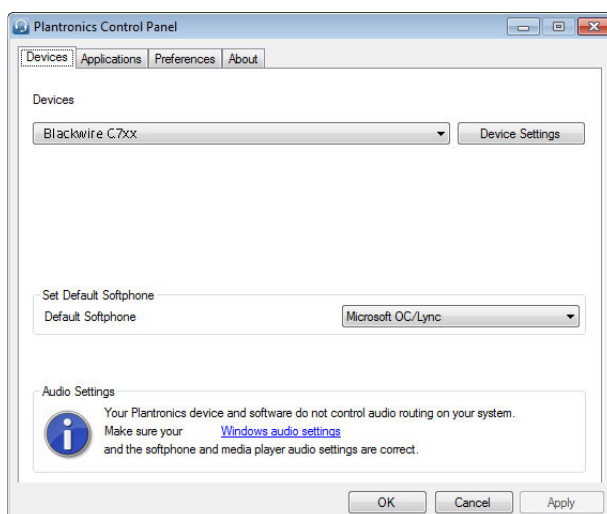 Plantronics Control Panel
Devices Applications Preferences About
Devices
Blackwire C7xx Device Settings
Set Default Softphone
Default Softphone Microsoft OC/Lync
Audio Settings
Your Plantronics device and software do not control audio routing on your system.
Make sure your Windows audio settings
and the softphone and media player audio settings are correct.
OK Cancel Apply